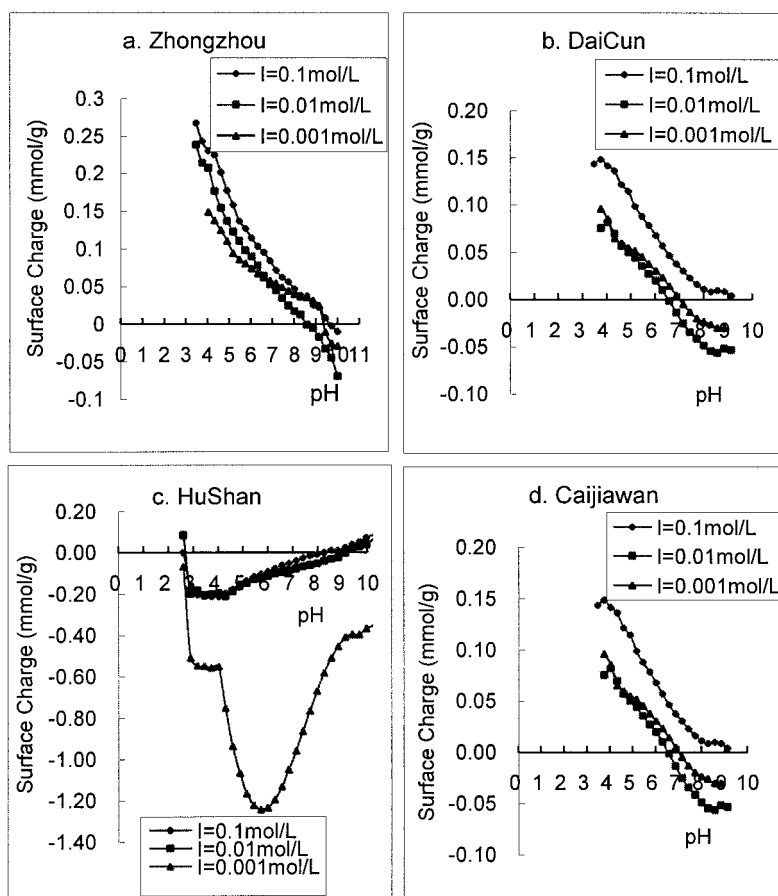 a. Zhongzhou
I=0.1mol/L
I=0.01mol/L
I=0.001mol/L
Surface Charge (mmol/g)
0.3
0.25
0.2
0.15
0.1
0.05
0
-0.05
-0.1
0 1 2 3 4 5 6 7 8 9 10 11
pH
b. DaiCun
I=0.1mol/L
I=0.01mol/L
I=0.001mol/L
Surface Charge (mmol/g)
0.20
0.15
0.10
0.05
0.00
-0.05
-0.10
0 1 2 3 4 5 6 7 8 9 10
pH
c. HuShan
Surface Charge (mmol/g)
0.20
0.00
-0.20
-0.40
-0.60
-0.80
-1.00
-1.20
-1.40
0 1 2 3 4 5 6 7 8 9 10
pH
I=0.1mol/L
I=0.01mol/L
I=0.001mol/L
d. Caijiawan
I=0.1mol/L
I=0.01mol/L
I=0.001mol/L
Surface Charge (mmol/g)
0.20
0.15
0.10
0.05
0.00
-0.05
-0.10
0 1 2 3 4 5 6 7 8 9 10
pH